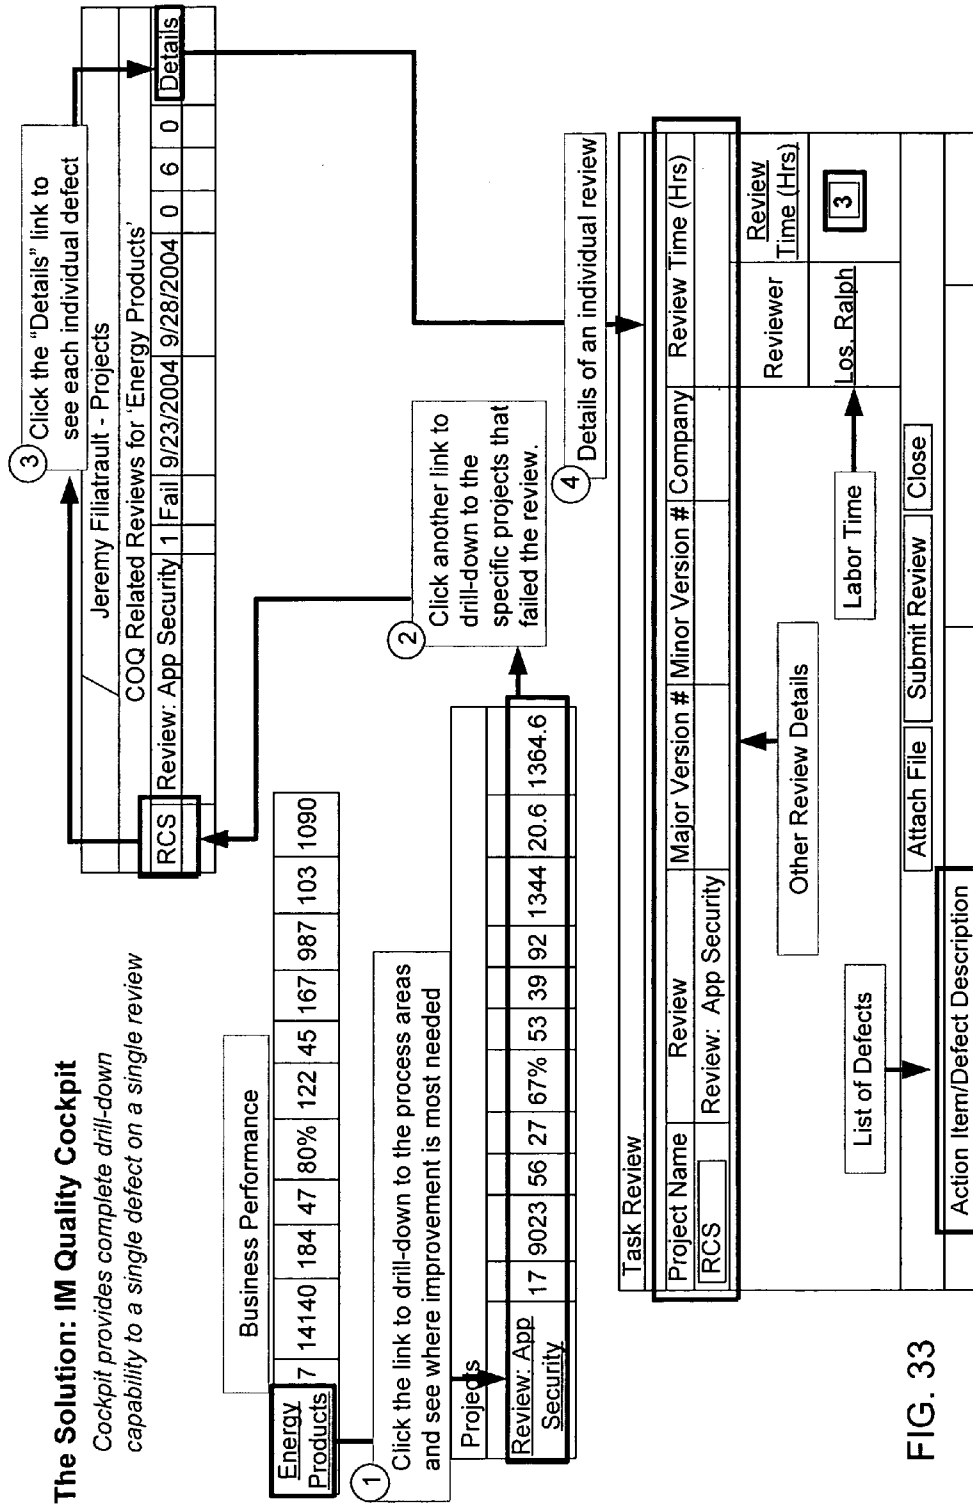 The Solution: IM Quality Cockpit
Cockpit provides complete drill-down
capability to a single defect on a single review
Business Performance
Energy Products 7 14140 184 47 80% 122 45 167 987 103 1090
1 Click the link to drill-down to the process areas
and see where improvement is most needed
Projects
Review: App Security 17 9023 56 27 67% 53 39 92 1344 20.6 1364.6
2 Click another link to
drill-down to the
specific projects that
failed the review.
3 Click the “Details” link to
see each individual defect
Jeremy Filiatrault - Projects
COQ Related Reviews for 'Energy Products'
RCS Review: App Security 1 Fail 9/23/2004 9/28/2004 0 6 0 Details
4 Details of an individual review
Task Review
Project Name Review Major Version # Minor Version # Company Review Time (Hrs)
RCS Review: App Security
Other Review Details
Reviewer Review Time (Hrs)
Labor Time Los, Ralph 3
List of Defects
Attach File Submit Review Close
Action Item/Defect Description
FIG. 33